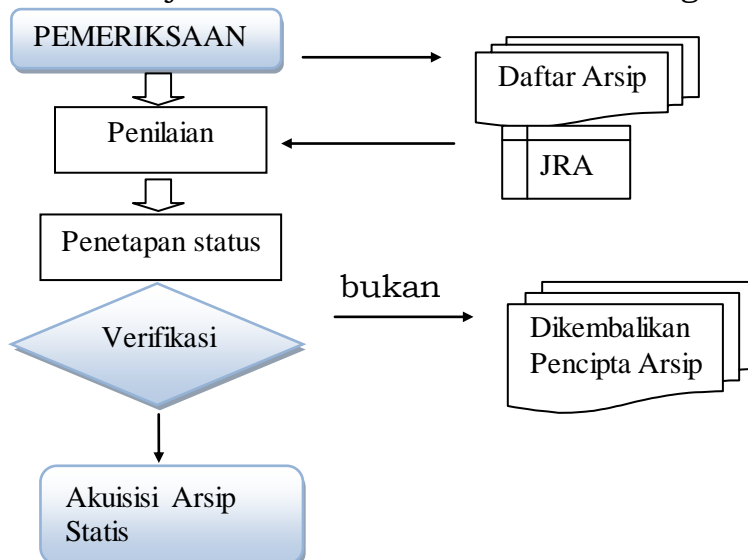 PEMERIKSAAN
Daftar Arsip
Penilaian
JRA
Penetapan status
bukan
Verifikasi
Dikembalikan
Pencipta Arsip
Akuisisi Arsip
Statis